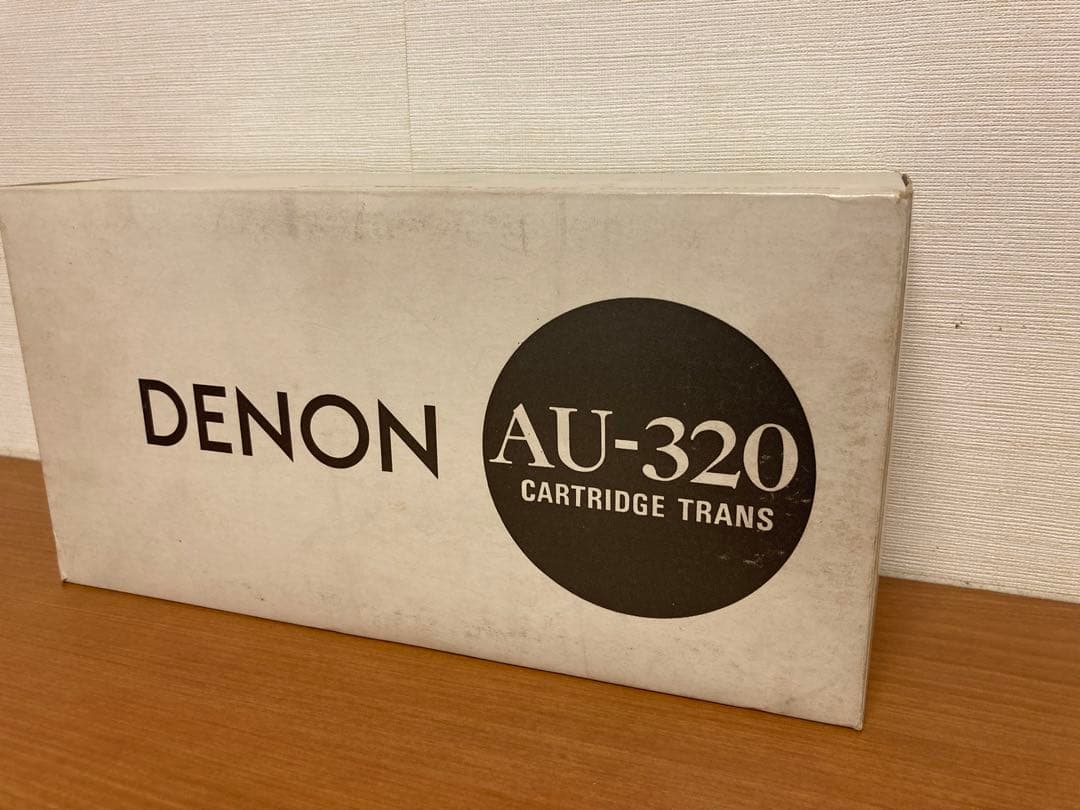 DENON
AU-320
CARTRIDGE TRANS